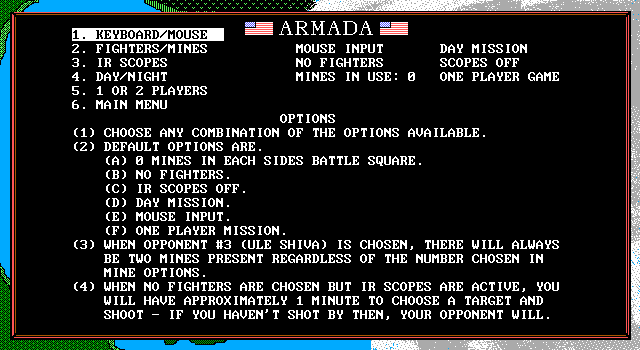 ARMADA
1. KEYBOARD/MOUSE
2. FIGHTERS/MINES MOUSE INPUT DAY MISSION
3. IR SCOPES NO FIGHTERS SCOPES OFF
4. DAY/NIGHT MINES IN USE: 0 ONE PLAYER GAME
5. 1 OR 2 PLAYERS
6. MAIN MENU
OPTIONS
(1) CHOOSE ANY COMBINATION OF THE OPTIONS AVAILABLE.
(2) DEFAULT OPTIONS ARE.
(A) 0 MINES IN EACH SIDES BATTLE SQUARE.
(B) NO FIGHTERS.
(C) IR SCOPES OFF.
(D) DAY MISSION.
(E) MOUSE INPUT.
(F) ONE PLAYER MISSION.
(3) WHEN OPPONENT #3 (ULE SHIVA) IS CHOSEN, THERE WILL ALWAYS
BE TWO MINES PRESENT REGARDLESS OF THE NUMBER CHOSEN IN
MINE OPTIONS.
(4) WHEN NO FIGHTERS ARE CHOSEN BUT IR SCOPES ARE ACTIVE, YOU
WILL HAVE APPROXIMATELY 1 MINUTE TO CHOOSE A TARGET AND
SHOOT - IF YOU HAVEN'T SHOT BY THEN, YOUR OPPONENT WILL.